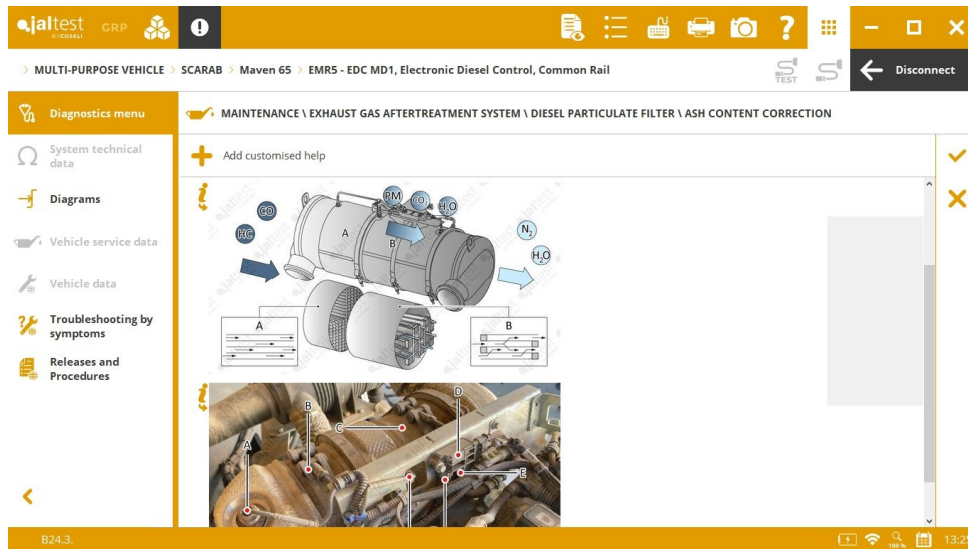 jaltest GRP
BY COJALI
> MULTI-PURPOSE VEHICLE > SCARAB > Maven 65 > EMR5 - EDC MD1, Electronic Diesel Control, Common Rail
TEST
Disconnect
Diagnostics menu
MAINTENANCE \ EXHAUST GAS AFTERTREATMENT SYSTEM \ DIESEL PARTICULATE FILTER \ ASH CONTENT CORRECTION
System technical
data
Add customised help
Diagrams
Vehicle service data
Vehicle data
Troubleshooting by
symptoms
Releases and
Procedures
PM CO₂ H₂O
CO
HC
A
B
N₂
H₂O
A
B
D
B
C
A
E
B24.3.
100 %
13:25